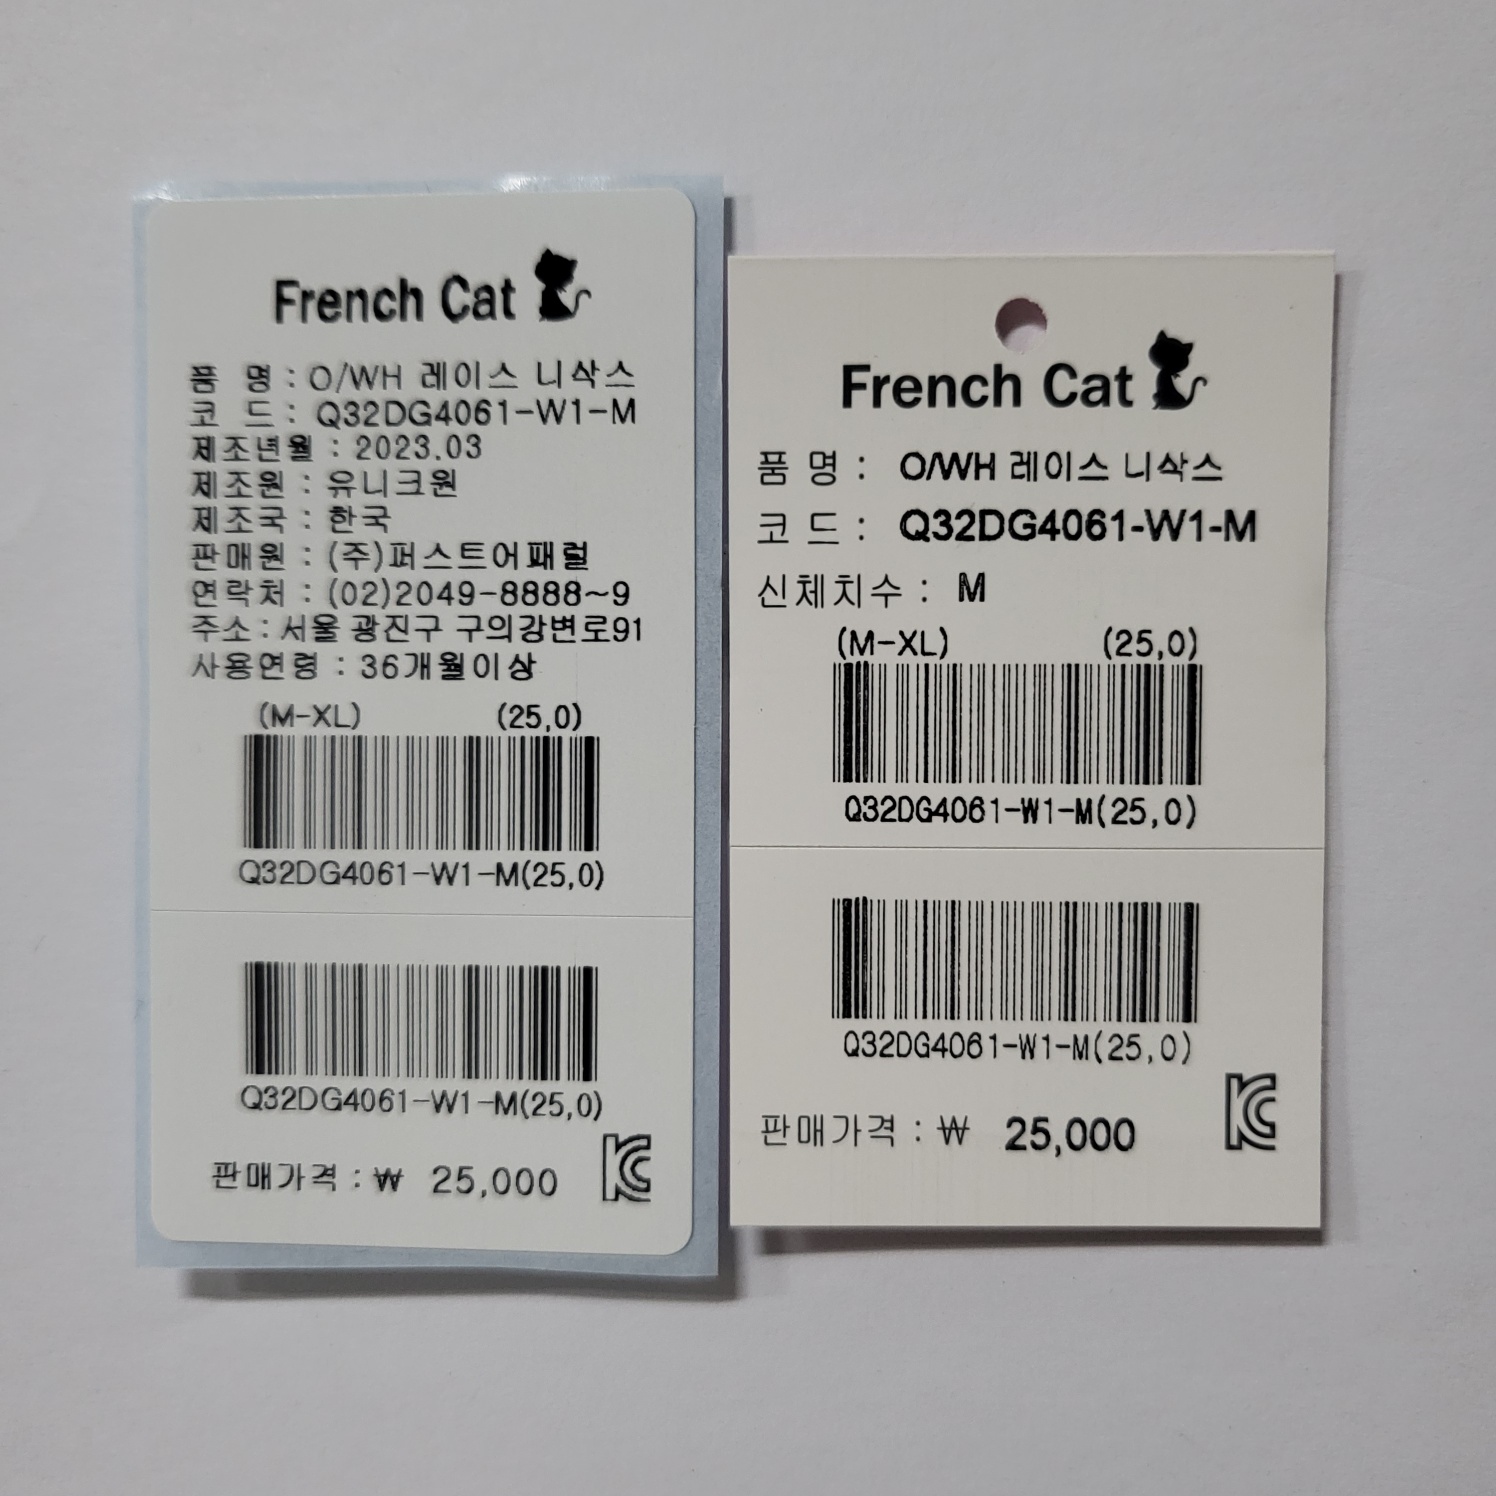 French Cat
품 명 : O/WH 레이스 니삭스
코 드 : Q32DG4061-W1-M
제조년월 : 2023.03
제조원 : 유니크원
제조국 : 한국
판매원 : (주)퍼스트어패럴
연락처 : (02)2049-8888~9
주소 : 서울 광진구 구의강변로91
사용연령 : 36개월이상
(M-XL) (25,0)
Q32DG4061-W1-M(25,0)
Q32DG4061-W1-M(25,0)
판매가격 : ₩ 25,000
KC
French Cat
품 명 : O/WH 레이스 니삭스
코 드 : Q32DG4061-W1-M
신체치수 : M
(M-XL) (25,0)
Q32DG4061-W1-M(25,0)
Q32DG4061-W1-M(25,0)
판매가격 : ₩ 25,000
KC